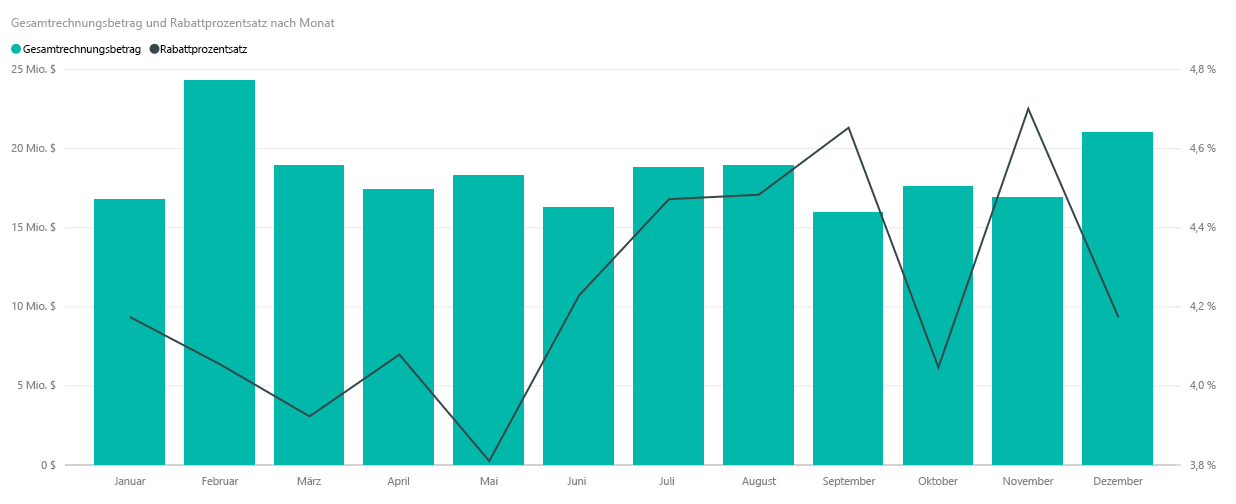 Gesamtrechnungsbetrag und Rabattprozentsatz nach Monat
Gesamtrechnungsbetrag Rabattprozentsatz
25 Mio. $ 4,8 %
20 Mio. $ 4,6 %
15 Mio. $ 4,4 %
10 Mio. $ 4,2 %
5 Mio. $ 4,0 %
0 $ 3,8 %
Januar Februar März April Mai Juni Juli August September Oktober November Dezember